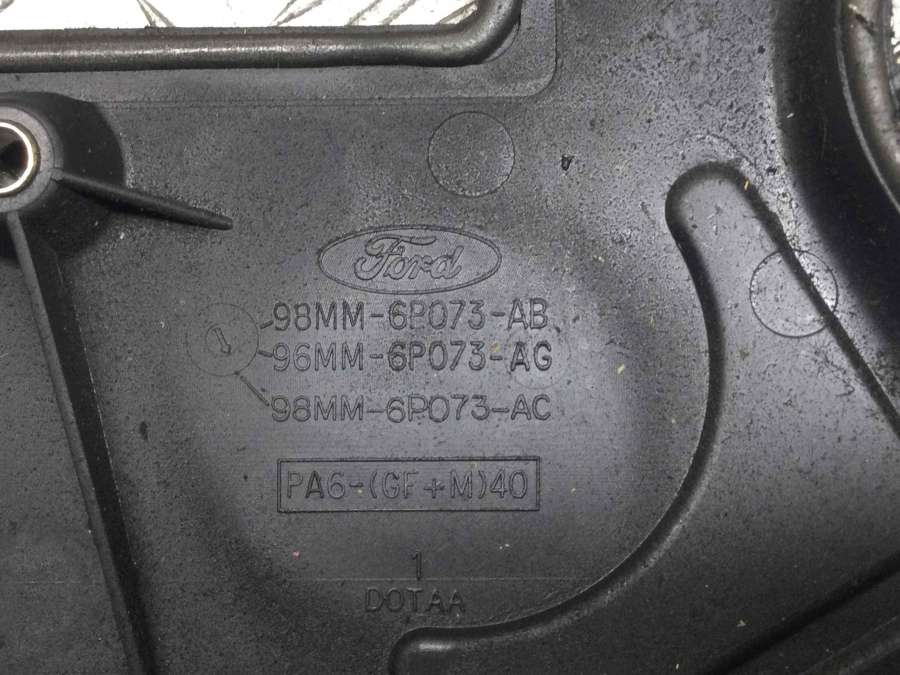 Ford
98MM-6P073-AB
96MM-6P073-AG
98MM-6P073-AC
PA6-(GF+M)40
1
DOTAA